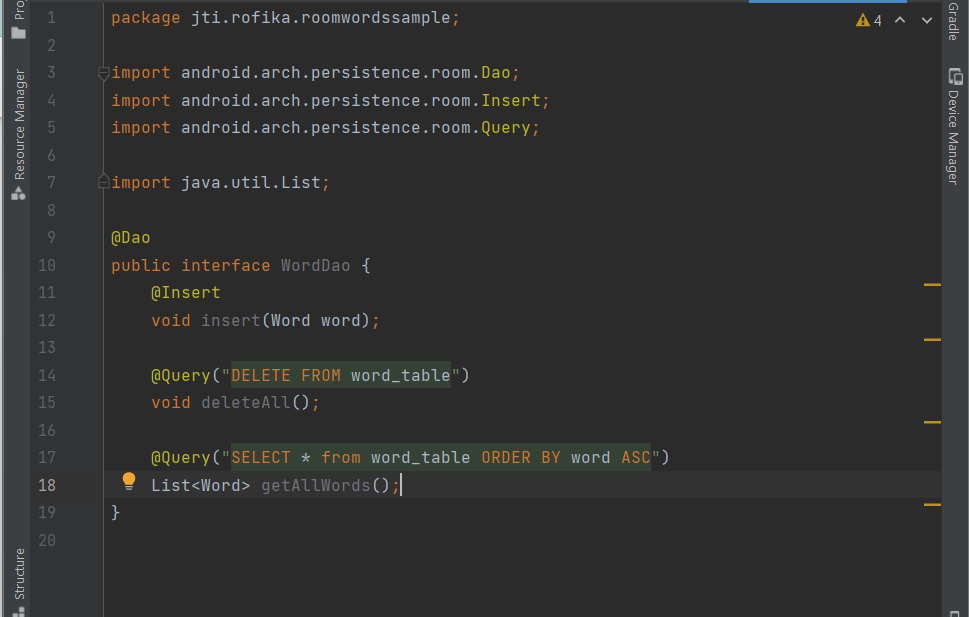 1 package jti.rofika.roomwordssample;
2
3 import android.arch.persistence.room.Dao;
4 import android.arch.persistence.room.Insert;
5 import android.arch.persistence.room.Query;
6
7 import java.util.List;
8
9 @Dao
10 public interface WordDao {
11 @Insert
12 void insert(Word word);
13
14 @Query("DELETE FROM word_table")
15 void deleteAll();
16
17 @Query("SELECT * from word_table ORDER BY word ASC")
18 List<Word> getAllWords();
19 }
20
4
Resource Manager
Structure
Gradle
Device Manager